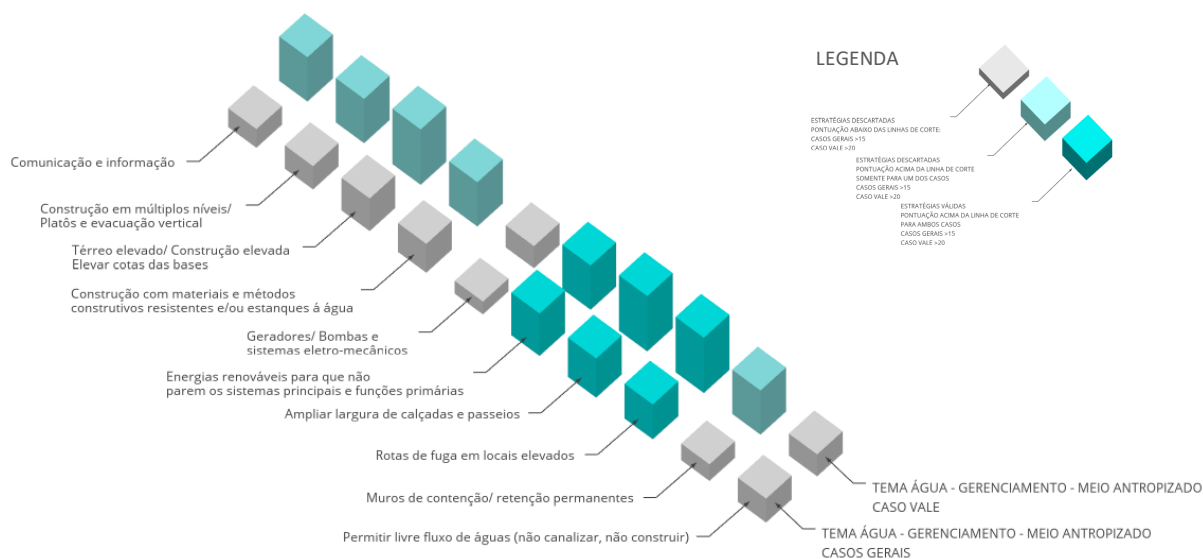 LEGENDA
ESTRATÉGIAS DESCARTADAS
PONTUAÇÃO ABAIXO DAS LINHAS DE CORTE:
CASOS GERAIS >15
CASO VALE >20
ESTRATÉGIAS DESCARTADAS
PONTUAÇÃO ACIMA DA LINHA DE CORTE
SOMENTE PARA UM DOS CASOS
CASOS GERAIS >15
CASO VALE >20
ESTRATÉGIAS VÁLIDAS
PONTUAÇÃO ACIMA DA LINHA DE CORTE
PARA AMBOS CASOS
CASOS GERAIS >15
CASO VALE >20
Comunicação e informação
Construção em múltiplos níveis/
Platôs e evacuação vertical
Térreo elevado/ Construção elevada
Elevar cotas das bases
Construção com materiais e métodos
construtivos resistentes e/ou estanques á água
Geradores/ Bombas e
sistemas eletro-mecânicos
Energias renováveis para que não
parem os sistemas principais e funções primárias
Ampliar largura de calçadas e passeios
Rotas de fuga em locais elevados
Muros de contenção/ retenção permanentes
Permitir livre fluxo de águas (não canalizar, não construir)
TEMA ÁGUA - GERENCIAMENTO - MEIO ANTROPIZADO
CASO VALE
TEMA ÁGUA - GERENCIAMENTO - MEIO ANTROPIZADO
CASOS GERAIS